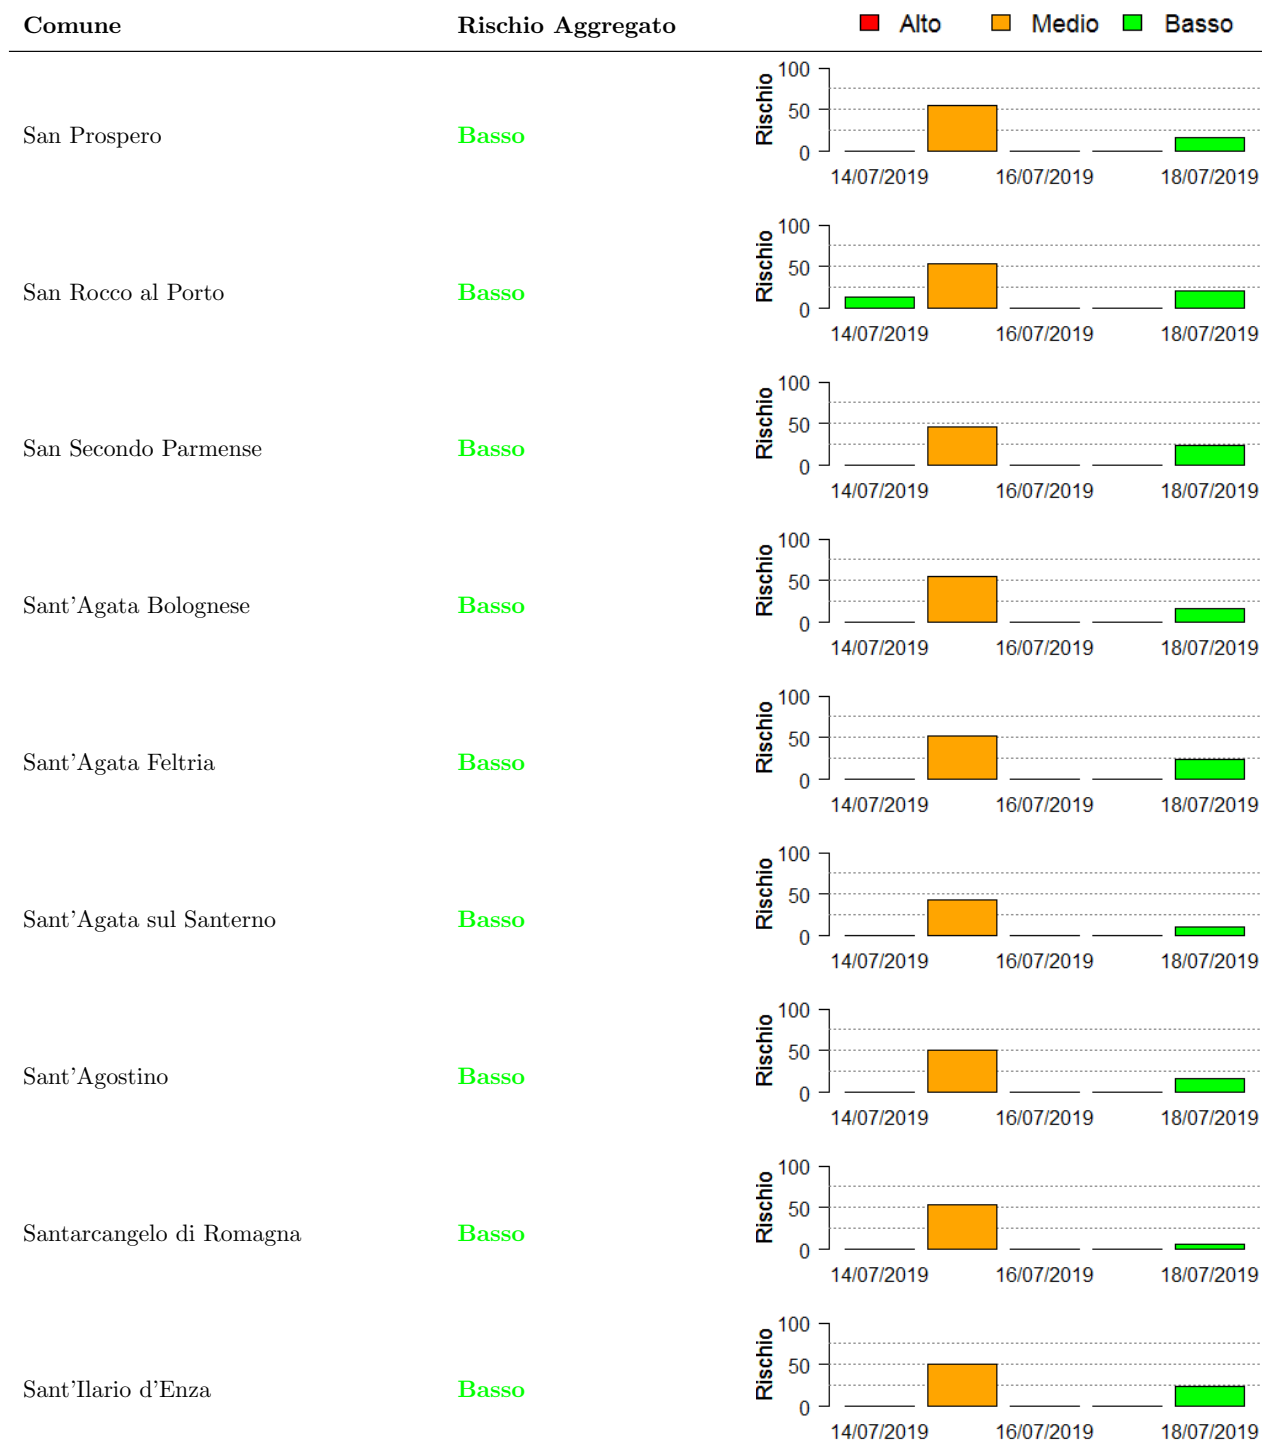 Comune Rischio Aggregato Alto Medio Basso
San Prospero Basso
Rischio
100
50
0
14/07/2019 16/07/2019 18/07/2019
San Rocco al Porto Basso
Rischio
100
50
0
14/07/2019 16/07/2019 18/07/2019
San Secondo Parmense Basso
Rischio
100
50
0
14/07/2019 16/07/2019 18/07/2019
Sant'Agata Bolognese Basso
Rischio
100
50
0
14/07/2019 16/07/2019 18/07/2019
Sant'Agata Feltria Basso
Rischio
100
50
0
14/07/2019 16/07/2019 18/07/2019
Sant'Agata sul Santerno Basso
Rischio
100
50
0
14/07/2019 16/07/2019 18/07/2019
Sant'Agostino Basso
Rischio
100
50
0
14/07/2019 16/07/2019 18/07/2019
Santarcangelo di Romagna Basso
Rischio
100
50
0
14/07/2019 16/07/2019 18/07/2019
Sant'Ilario d'Enza Basso
Rischio
100
50
0
14/07/2019 16/07/2019 18/07/2019